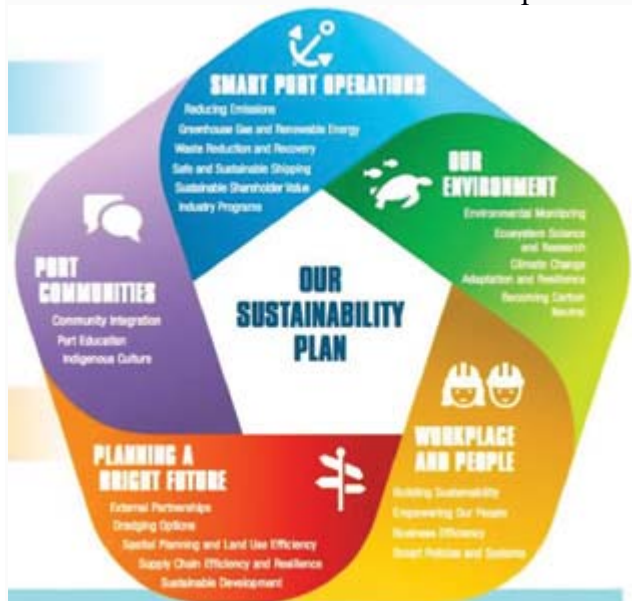 SMART PORT OPERATIONS
Reducing Emissions
Greenhouse Gas and Renewable Energy
Waste Reduction and Recovery
Safe and Sustainable Shipping
Sustainable Shareholder Value
Industry Programs
OUR
ENVIRONMENT
Environmental Monitoring
Ecosystem Science
and Research
Climate Change
Adaptation and Resilience
Becoming Carbon
Neutral
PORT
COMMUNITIES
Community Integration
Port Education
Indigenous Culture
OUR
SUSTAINABILITY
PLAN
WORKPLACE
AND PEOPLE
Building Sustainability
Empowering Our People
Business Efficiency
Smart Policies and Systems
PLANNING A
BRIGHT FUTURE
External Partnerships
Dredging Options
Spatial Planning and Land Use Efficiency
Supply Chain Efficiency and Resilience
Sustainable Development